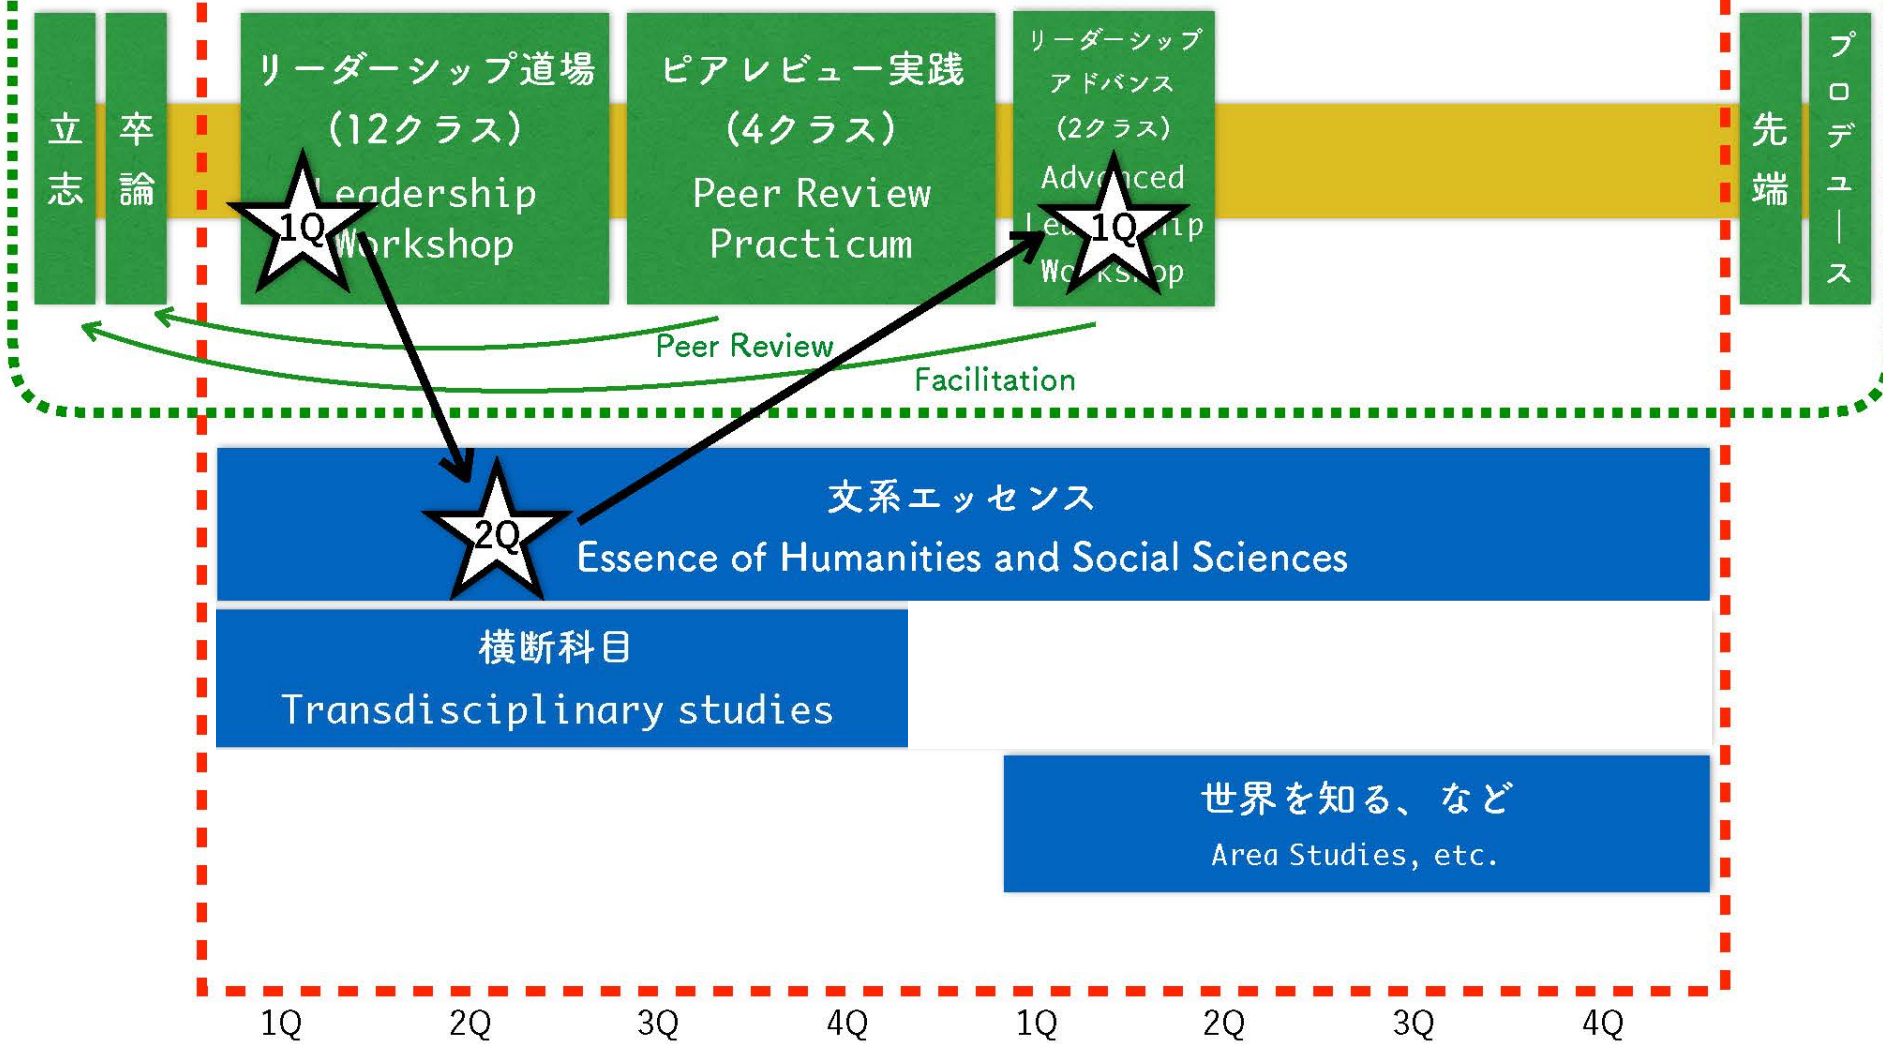 立志
卒論
リーダーシップ道場
(12クラス)
Leadership
Workshop
1Q
ピアレビュー実践
(4クラス)
Peer Review
Practicum
リーダーシップ
アドバンス
(2クラス)
Advanced
Leadership
Workshop
1Q
先端
プロデュース
Peer Review
Facilitation
文系エッセンス
2Q
Essence of Humanities and Social Sciences
横断科目
Transdisciplinary studies
世界を知る、など
Area Studies, etc.
1Q 2Q 3Q 4Q 1Q 2Q 3Q 4Q